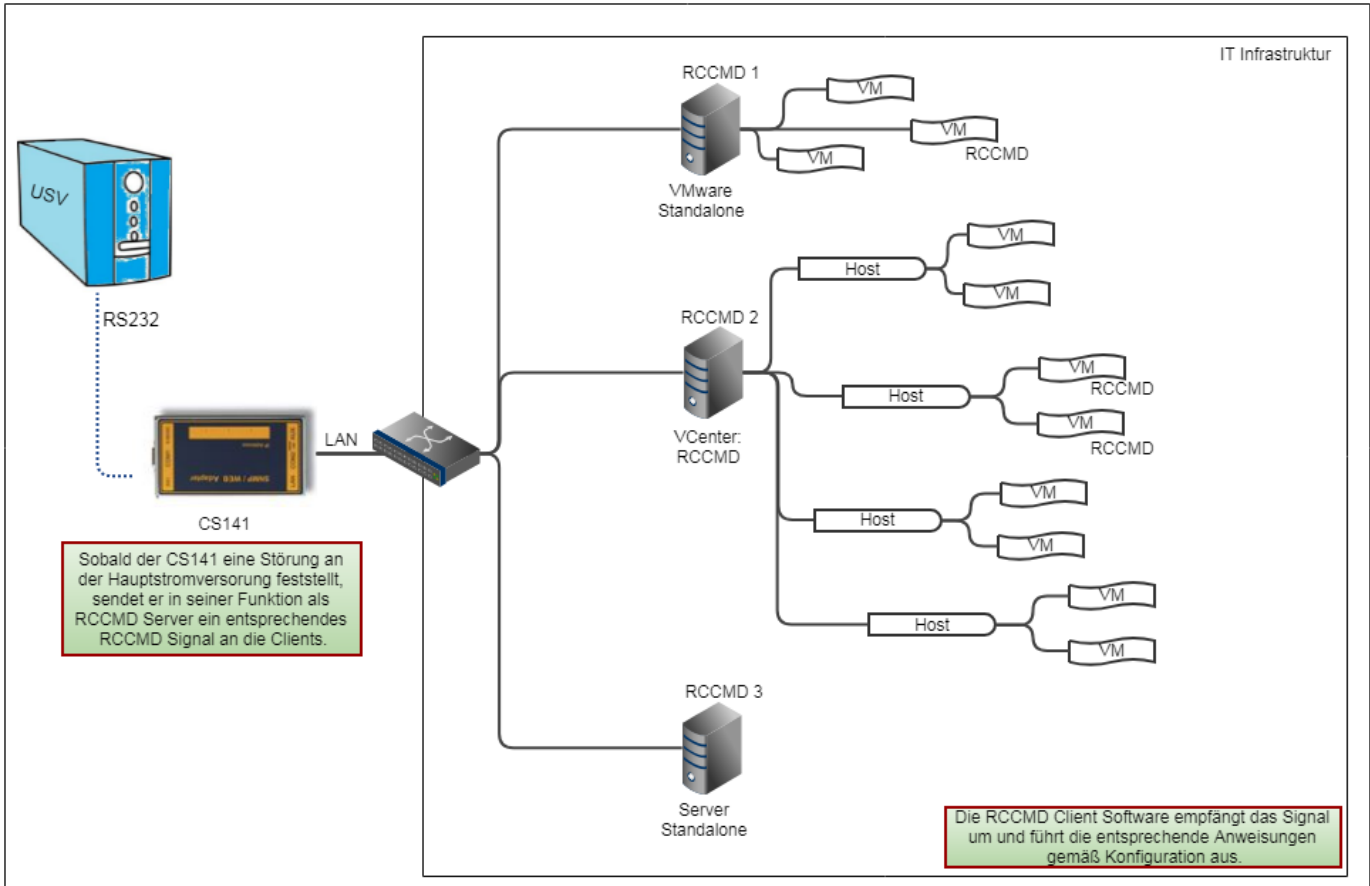 IT Infrastruktur
RCCMD 1
VM
VM
RCCMD
VM
VMware
Standalone
USV
RS232
VM
Host
VM
RCCMD 2
VM
RCCMD
Host
VM
RCCMD
VCenter:
RCCMD
LAN
SNMP / WEB Adapter
CS141
VM
Host
VM
Sobald der CS141 eine Störung an
der Hauptstromversorung feststellt,
sendet er in seiner Funktion als
RCCMD Server ein entsprechendes
RCCMD Signal an die Clients.
VM
Host
VM
RCCMD 3
Server
Standalone
Die RCCMD Client Software empfängt das Signal
um und führt die entsprechende Anweisungen
gemäß Konfiguration aus.